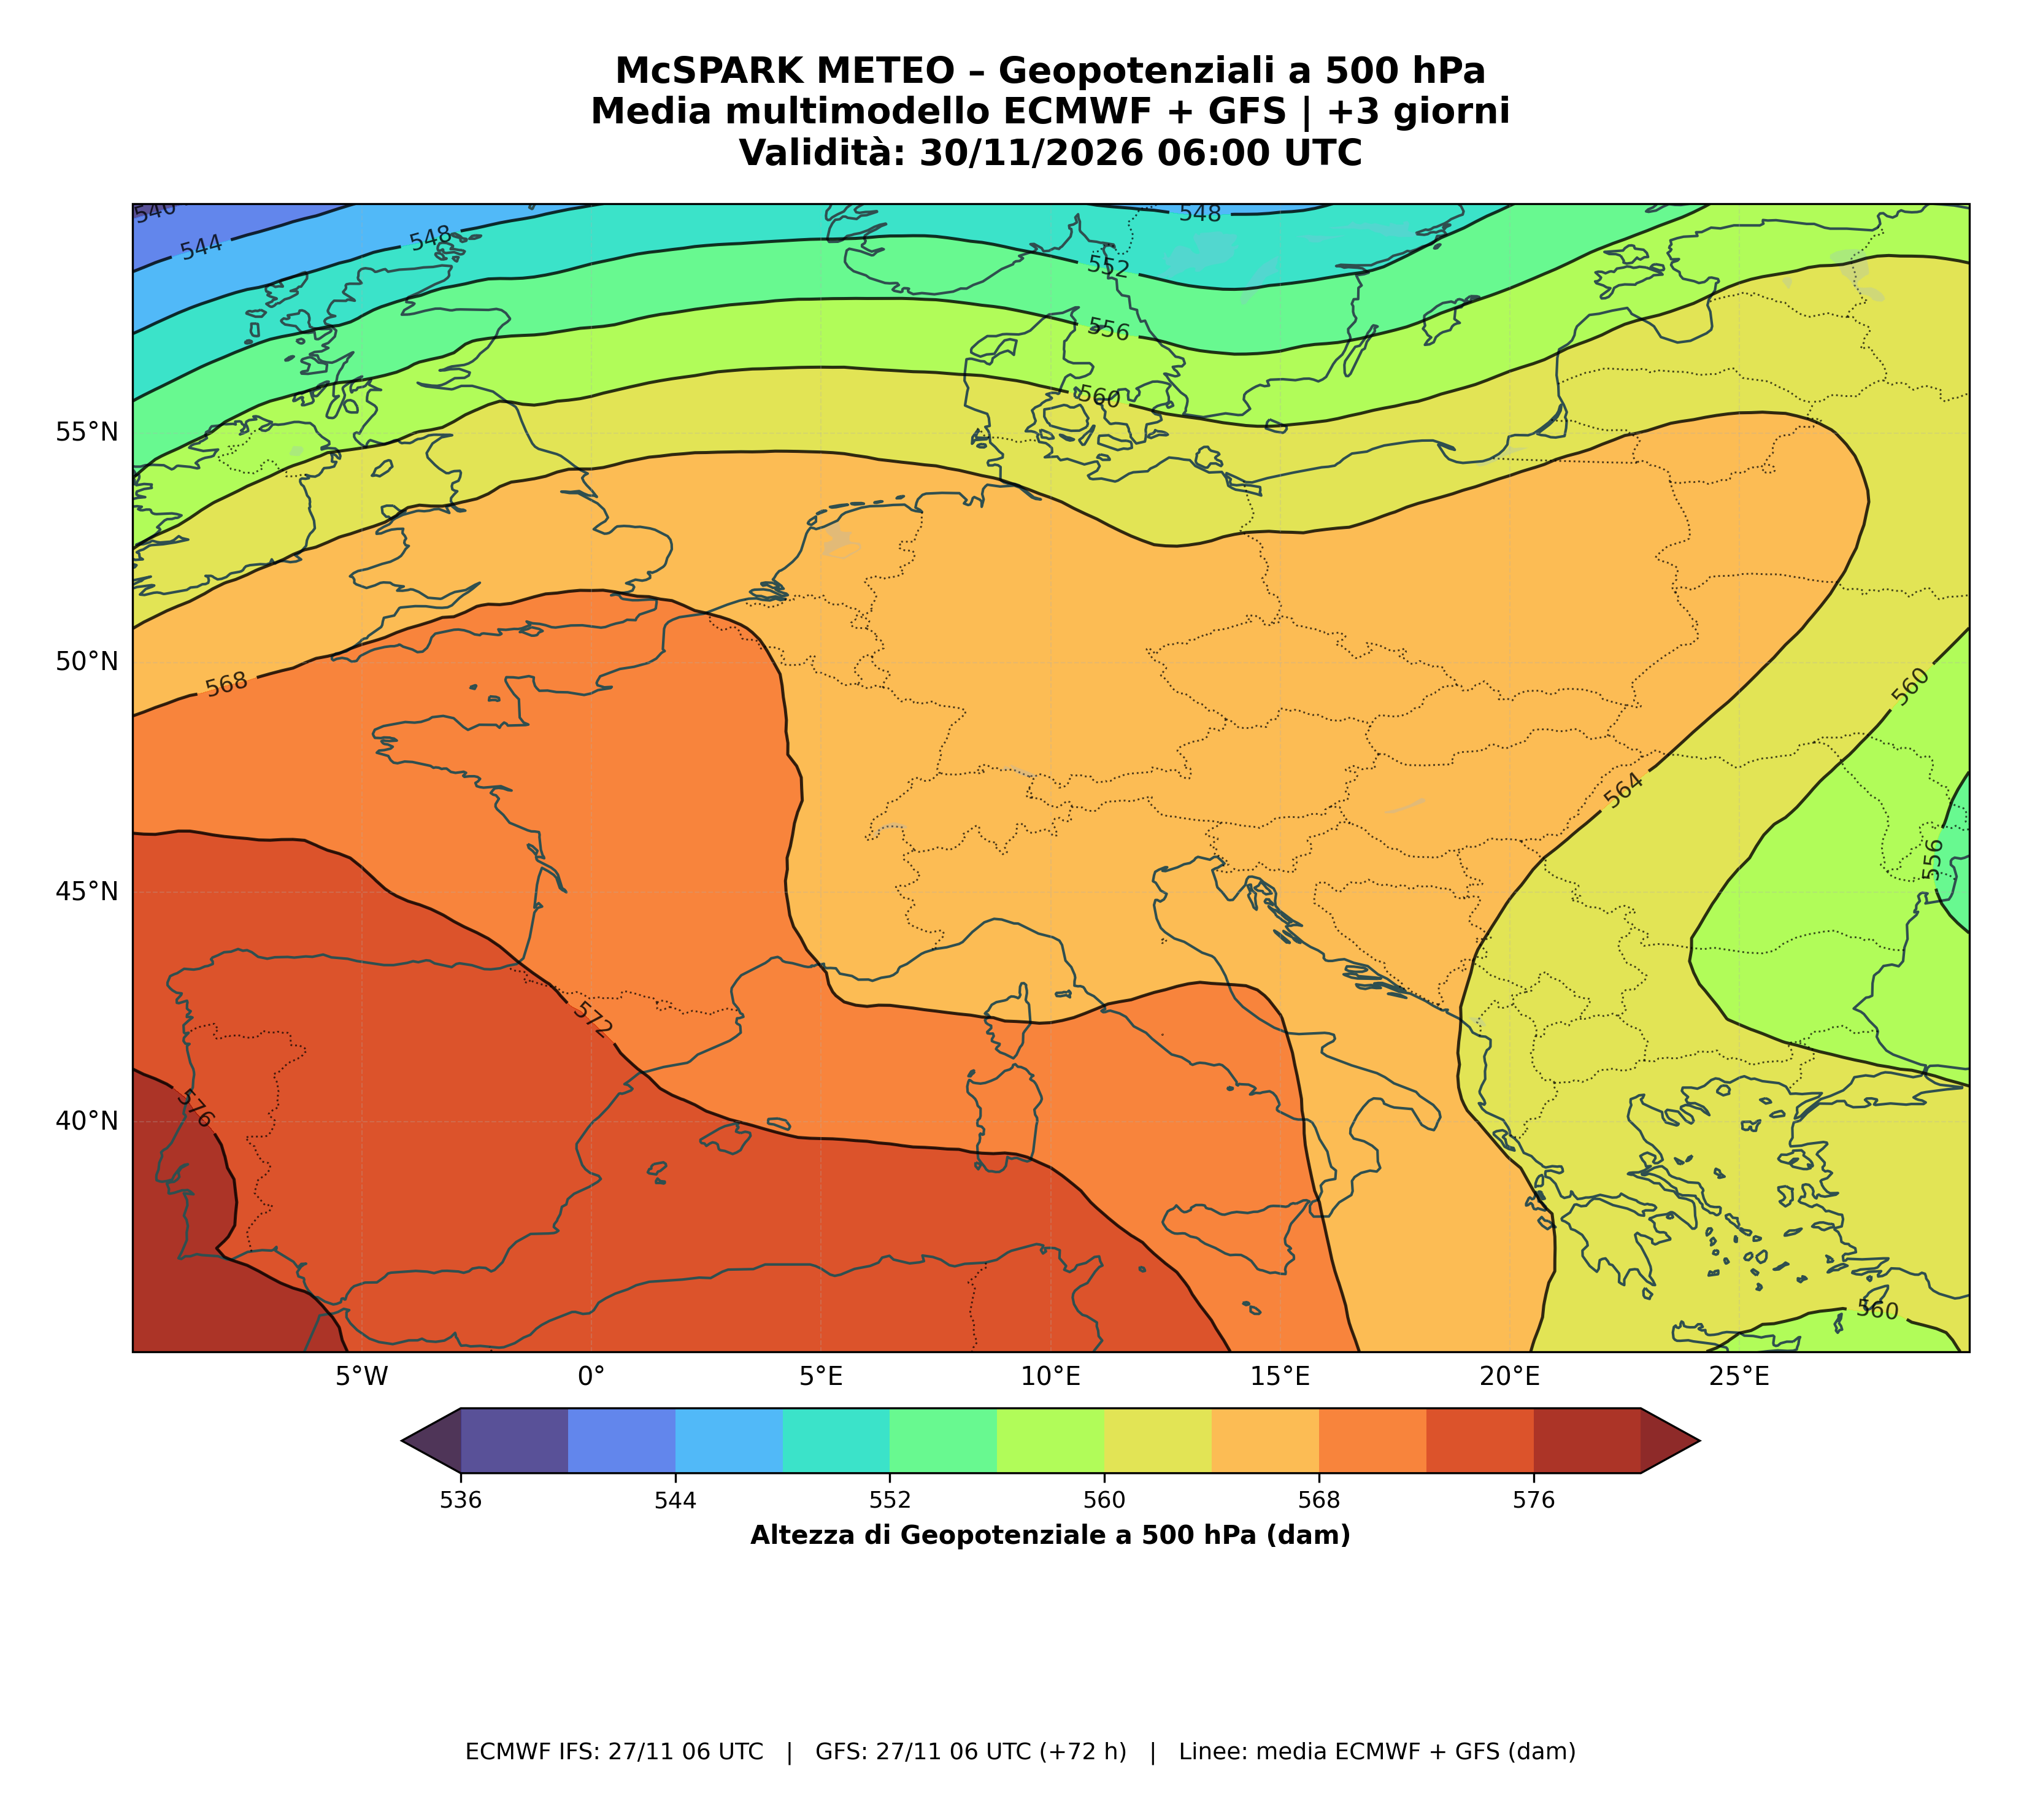 McSPARK METEO – Geopotenziali a 500 hPa
Media multimodello ECMWF + GFS | +3 giorni
Validità: 30/11/2026 06:00 UTC
544
548
548
552
556
560
568
564
560
556
572
576
560
55°N
50°N
45°N
40°N
5°W 0° 5°E 10°E 15°E 20°E 25°E
536 544 552 560 568 576
Altezza di Geopotenziale a 500 hPa (dam)
ECMWF IFS: 27/11 06 UTC | GFS: 27/11 06 UTC (+72 h) | Linee: media ECMWF + GFS (dam)